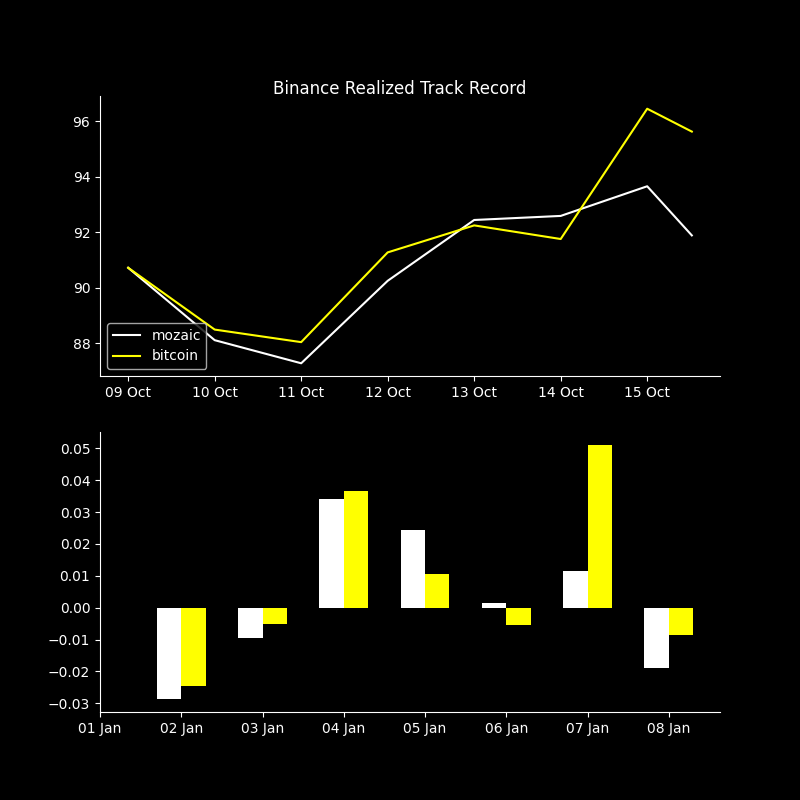 Binance Realized Track Record
96
94
92
90
88
mozaic
bitcoin
09 Oct 10 Oct 11 Oct 12 Oct 13 Oct 14 Oct 15 Oct
0.05
0.04
0.03
0.02
0.01
0.00
−0.01
−0.02
−0.03
01 Jan 02 Jan 03 Jan 04 Jan 05 Jan 06 Jan 07 Jan 08 Jan